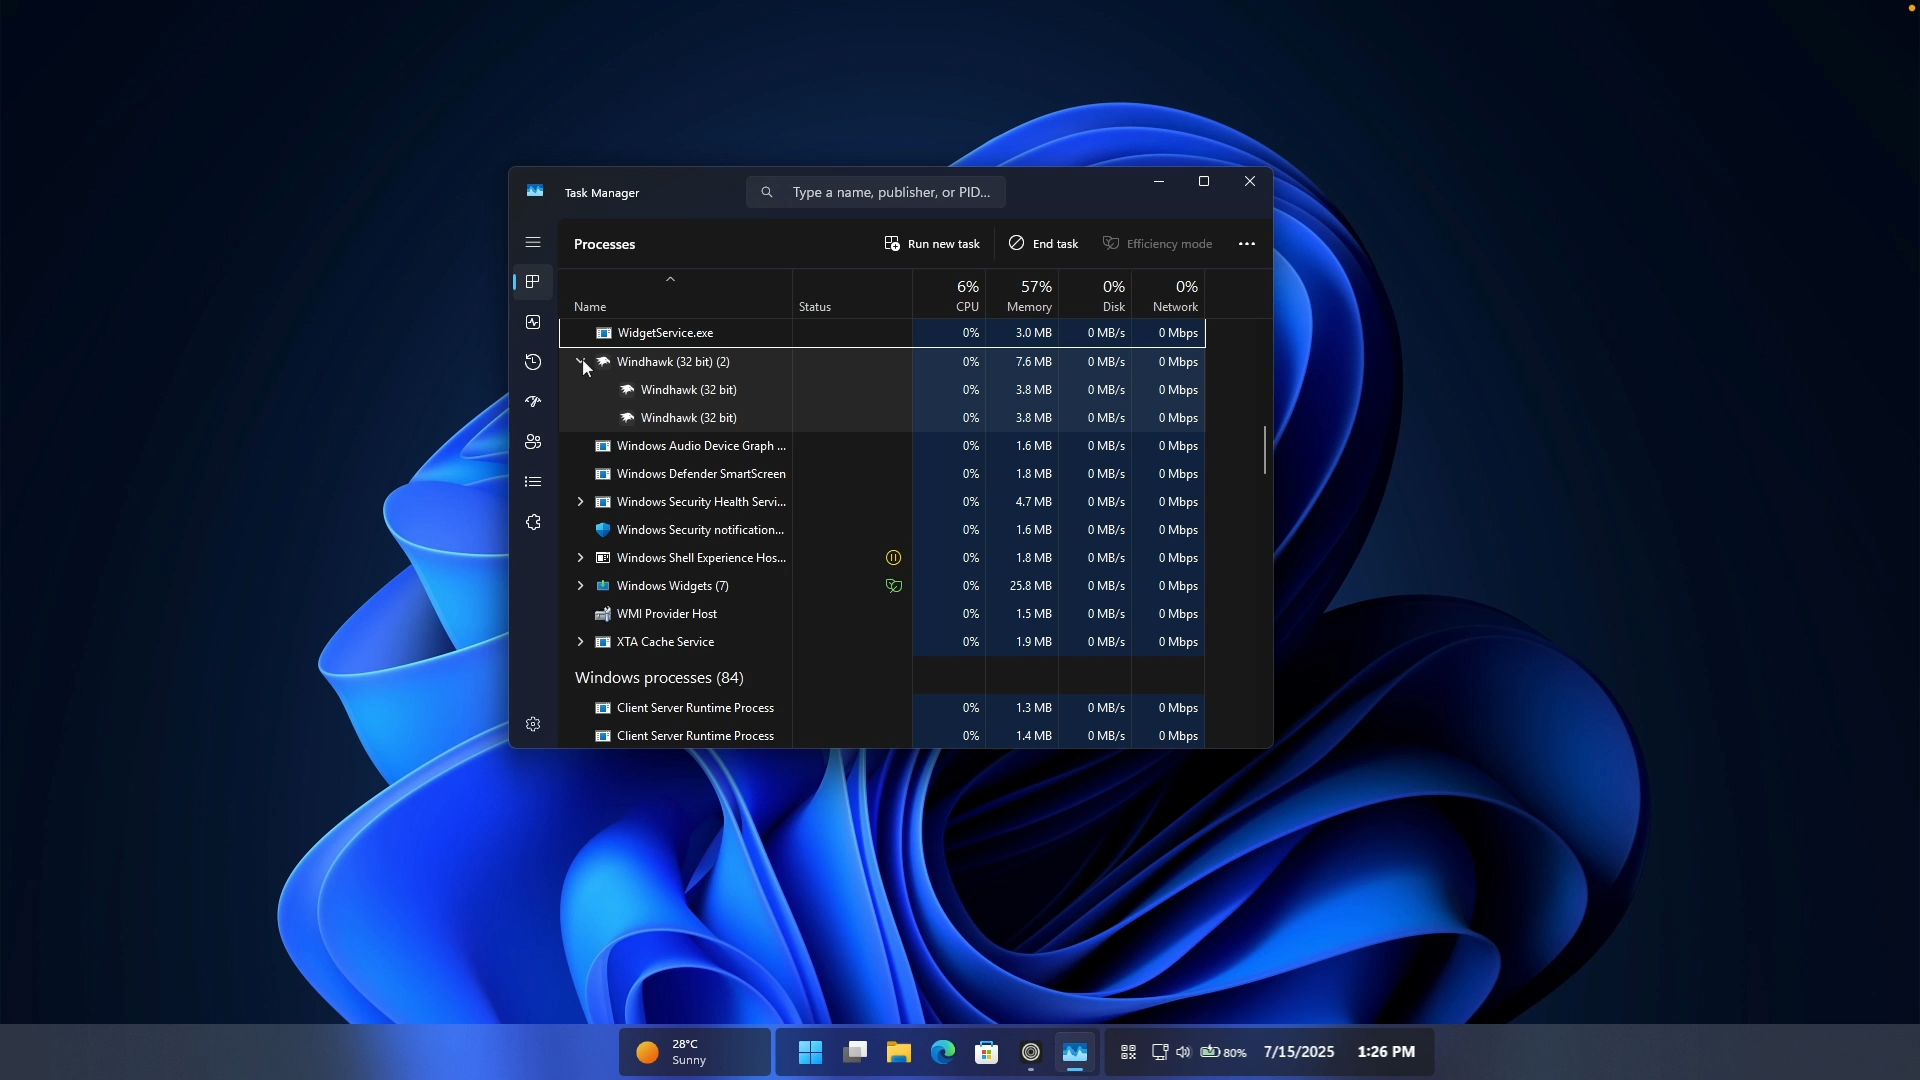 Task Manager
Type a name, publisher, or PID...
Processes
Run new task
End task
Efficiency mode
6% 57% 0% 0%
Name Status CPU Memory Disk Network
WidgetService.exe 0% 3.0 MB 0 MB/s 0 Mbps
Windhawk (32 bit) (2) 0% 7.6 MB 0 MB/s 0 Mbps
Windhawk (32 bit) 0% 3.8 MB 0 MB/s 0 Mbps
Windhawk (32 bit) 0% 3.8 MB 0 MB/s 0 Mbps
Windows Audio Device Graph ... 0% 1.6 MB 0 MB/s 0 Mbps
Windows Defender SmartScreen 0% 1.8 MB 0 MB/s 0 Mbps
Windows Security Health Servi... 0% 4.7 MB 0 MB/s 0 Mbps
Windows Security notification... 0% 1.6 MB 0 MB/s 0 Mbps
Windows Shell Experience Hos... 0% 1.8 MB 0 MB/s 0 Mbps
Windows Widgets (7) 0% 25.8 MB 0 MB/s 0 Mbps
WMI Provider Host 0% 1.5 MB 0 MB/s 0 Mbps
XTA Cache Service 0% 1.9 MB 0 MB/s 0 Mbps
Windows processes (84)
Client Server Runtime Process 0% 1.3 MB 0 MB/s 0 Mbps
Client Server Runtime Process 0% 1.4 MB 0 MB/s 0 Mbps
28°C
Sunny
80%
7/15/2025
1:26 PM